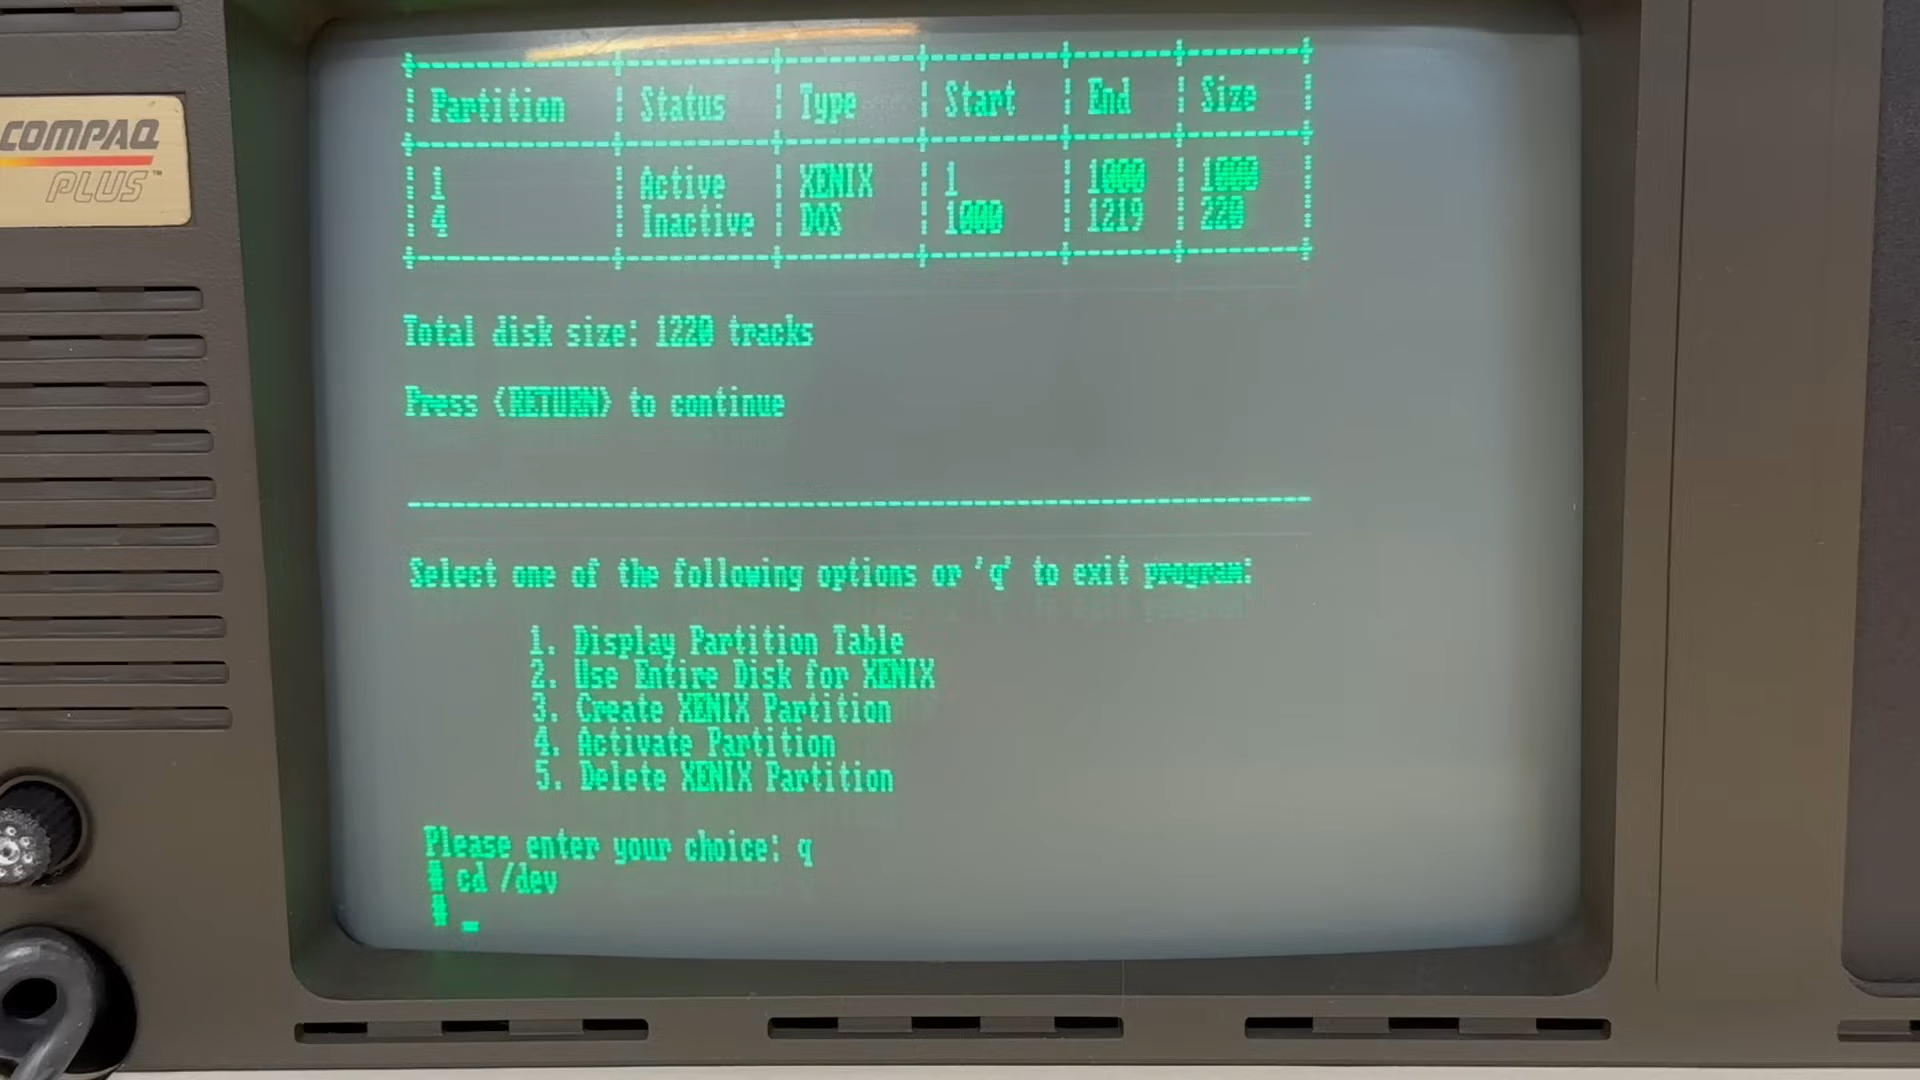 COMPAQ
PLUS™
Partition Status Type Start End Size
1 Active XENIX 1 1000 1000
4 Inactive DOS 1000 1219 220
Total disk size: 1220 tracks
Press <RETURN> to continue
Select one of the following options or 'q' to exit program:
1. Display Partition Table
2. Use Entire Disk for XENIX
3. Create XENIX Partition
4. Activate Partition
5. Delete XENIX Partition
Please enter your choice: q
# cd /dev
# _